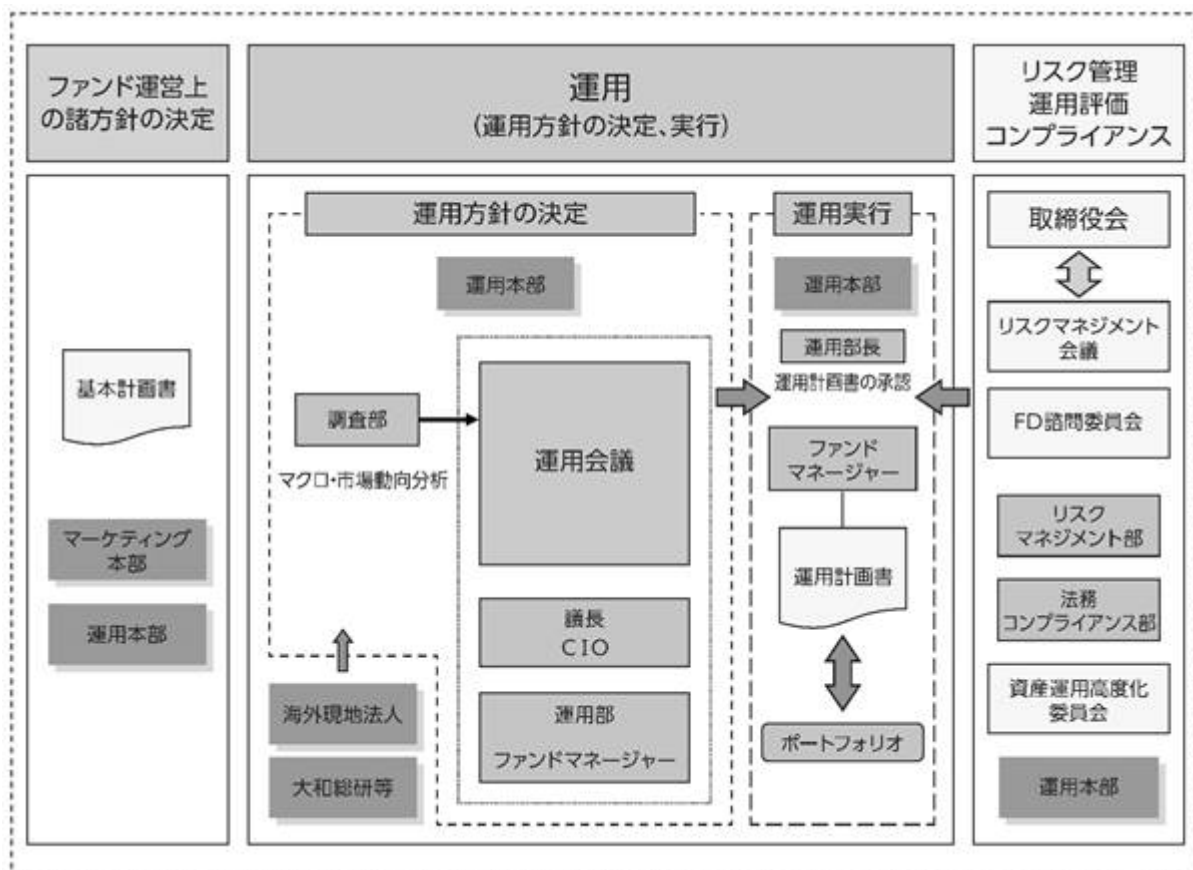 ファンド運営上
の諸方針の決定
運用
(運用方針の決定、実行)
リスク管理
運用評価
コンプライアンス
基本計画書
マーケティング
本部
運用本部
運用方針の決定
運用本部
調査部
マクロ・市場動向分析
運用会議
議長
CIO
運用部
ファンドマネージャー
海外現地法人
大和総研等
運用実行
運用本部
運用部長
運用計画書の承認
ファンド
マネージャー
運用計画書
ポートフォリオ
取締役会
リスクマネジメント
会議
FD諮問委員会
リスク
マネジメント部
法務
コンプライアンス部
資産運用高度化
委員会
運用本部